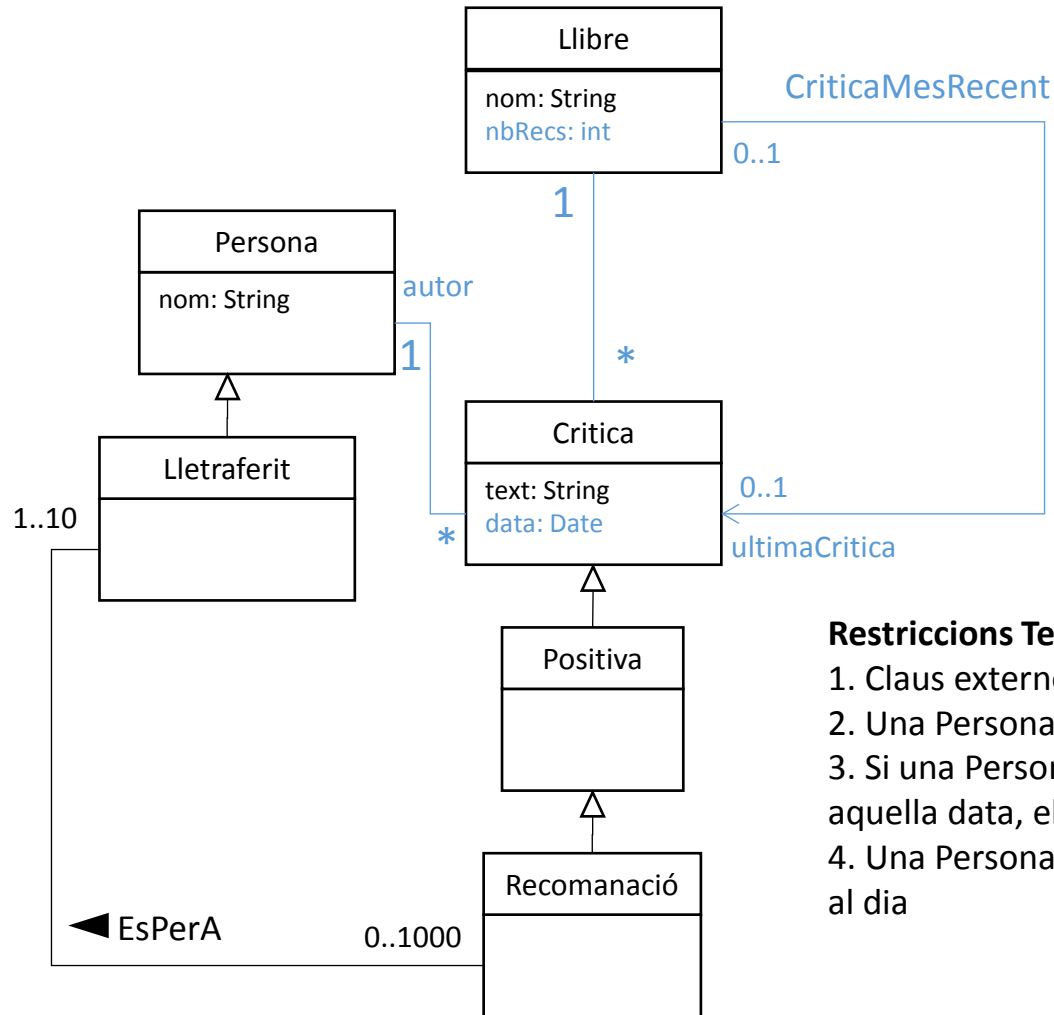 Llibre
nom: String
nbRecs: int
CriticaMesRecent
0..1
1
Persona
nom: String
autor
1
*
Critica
text: String
data: Date
0..1
ultimaCritica
*
Lletraferit
1..10
Positiva
Restriccions Te
1. Claus extern
2. Una Persona
3. Si una Person
aquella data, el
4. Una Persona
al dia
Recomanació
EsPerA
0..1000